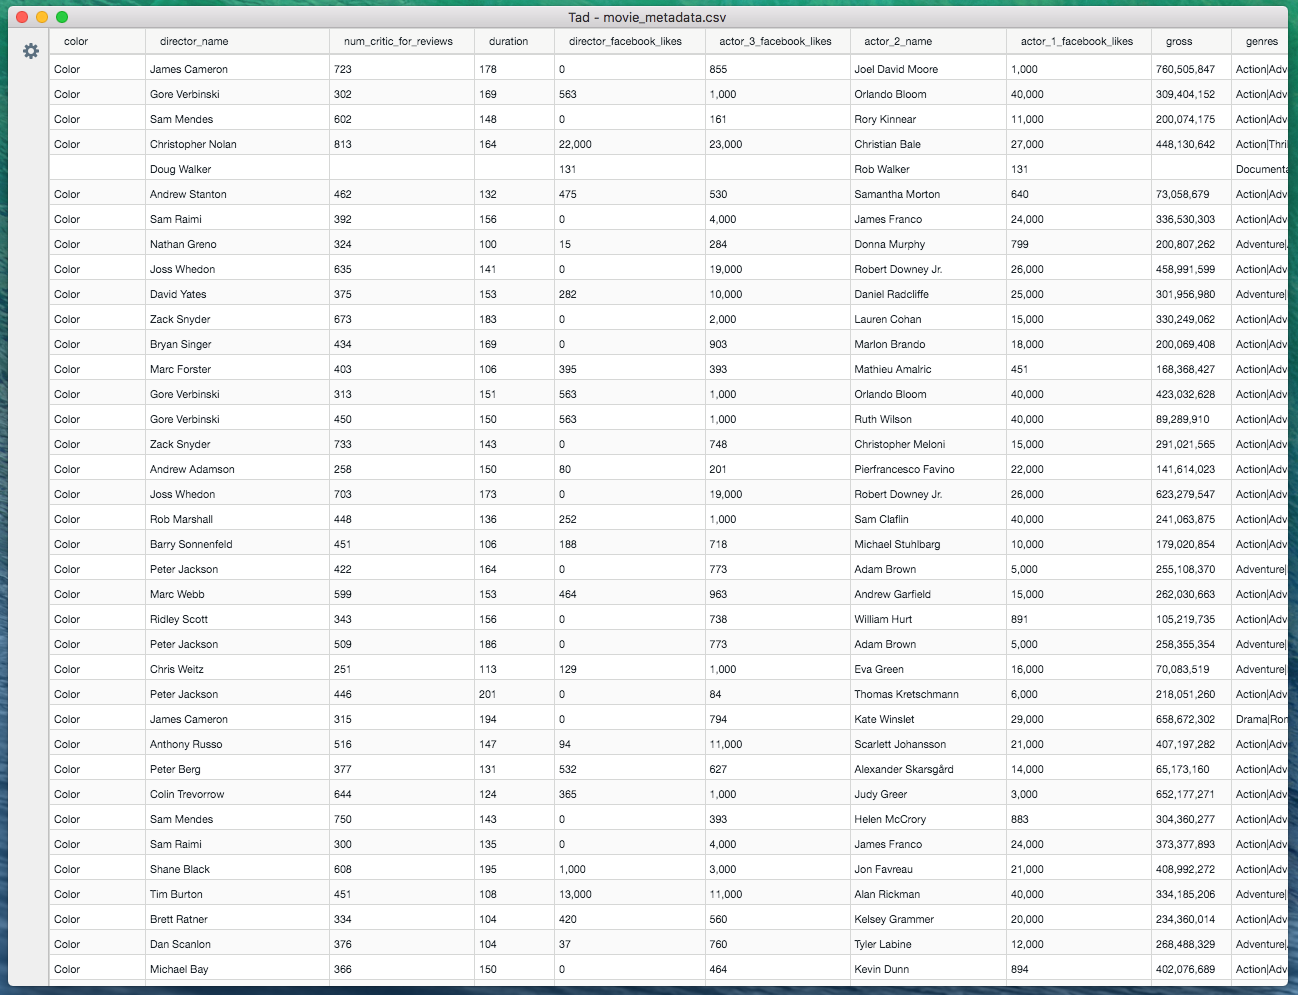 Tad - movie_metadata.csv
color director_name num_critic_for_reviews duration director_facebook_likes actor_3_facebook_likes actor_2_name actor_1_facebook_likes gross genres
Color James Cameron 723 178 0 855 Joel David Moore 1,000 760,505,847 Action|Adv
Color Gore Verbinski 302 169 563 1,000 Orlando Bloom 40,000 309,404,152 Action|Adv
Color Sam Mendes 602 148 0 161 Rory Kinnear 11,000 200,074,175 Action|Adv
Color Christopher Nolan 813 164 22,000 23,000 Christian Bale 27,000 448,130,642 Action|Thri
Doug Walker 131 Rob Walker 131 Documenta
Color Andrew Stanton 462 132 475 530 Samantha Morton 640 73,058,679 Action|Adv
Color Sam Raimi 392 156 0 4,000 James Franco 24,000 336,530,303 Action|Adv
Color Nathan Greno 324 100 15 284 Donna Murphy 799 200,807,262 Adventure|
Color Joss Whedon 635 141 0 19,000 Robert Downey Jr. 26,000 458,991,599 Action|Adv
Color David Yates 375 153 282 10,000 Daniel Radcliffe 25,000 301,956,980 Adventure|
Color Zack Snyder 673 183 0 2,000 Lauren Cohan 15,000 330,249,062 Action|Adv
Color Bryan Singer 434 169 0 903 Marlon Brando 18,000 200,069,408 Action|Adv
Color Marc Forster 403 106 395 393 Mathieu Amalric 451 168,368,427 Action|Adv
Color Gore Verbinski 313 151 563 1,000 Orlando Bloom 40,000 423,032,628 Action|Adv
Color Gore Verbinski 450 150 563 1,000 Ruth Wilson 40,000 89,289,910 Action|Adv
Color Zack Snyder 733 143 0 748 Christopher Meloni 15,000 291,021,565 Action|Adv
Color Andrew Adamson 258 150 80 201 Pierfrancesco Favino 22,000 141,614,023 Action|Adv
Color Joss Whedon 703 173 0 19,000 Robert Downey Jr. 26,000 623,279,547 Action|Adv
Color Rob Marshall 448 136 252 1,000 Sam Claflin 40,000 241,063,875 Action|Adv
Color Barry Sonnenfeld 451 106 188 718 Michael Stuhlbarg 10,000 179,020,854 Action|Adv
Color Peter Jackson 422 164 0 773 Adam Brown 5,000 255,108,370 Adventure|
Color Marc Webb 599 153 464 963 Andrew Garfield 15,000 262,030,663 Action|Adv
Color Ridley Scott 343 156 0 738 William Hurt 891 105,219,735 Action|Adv
Color Peter Jackson 509 186 0 773 Adam Brown 5,000 258,355,354 Adventure|
Color Chris Weitz 251 113 129 1,000 Eva Green 16,000 70,083,519 Adventure|
Color Peter Jackson 446 201 0 84 Thomas Kretschmann 6,000 218,051,260 Action|Adv
Color James Cameron 315 194 0 794 Kate Winslet 29,000 658,672,302 Drama|Rom
Color Anthony Russo 516 147 94 11,000 Scarlett Johansson 21,000 407,197,282 Action|Adv
Color Peter Berg 377 131 532 627 Alexander Skarsgård 14,000 65,173,160 Action|Adv
Color Colin Trevorrow 644 124 365 1,000 Judy Greer 3,000 652,177,271 Action|Adv
Color Sam Mendes 750 143 0 393 Helen McCrory 883 304,360,277 Action|Adv
Color Sam Raimi 300 135 0 4,000 James Franco 24,000 373,377,893 Action|Adv
Color Shane Black 608 195 1,000 3,000 Jon Favreau 21,000 408,992,272 Action|Adv
Color Tim Burton 451 108 13,000 11,000 Alan Rickman 40,000 334,185,206 Adventure|
Color Brett Ratner 334 104 420 560 Kelsey Grammer 20,000 234,360,014 Action|Adv
Color Dan Scanlon 376 104 37 760 Tyler Labine 12,000 268,488,329 Adventure|
Color Michael Bay 366 150 0 464 Kevin Dunn 894 402,076,689 Action|Adv